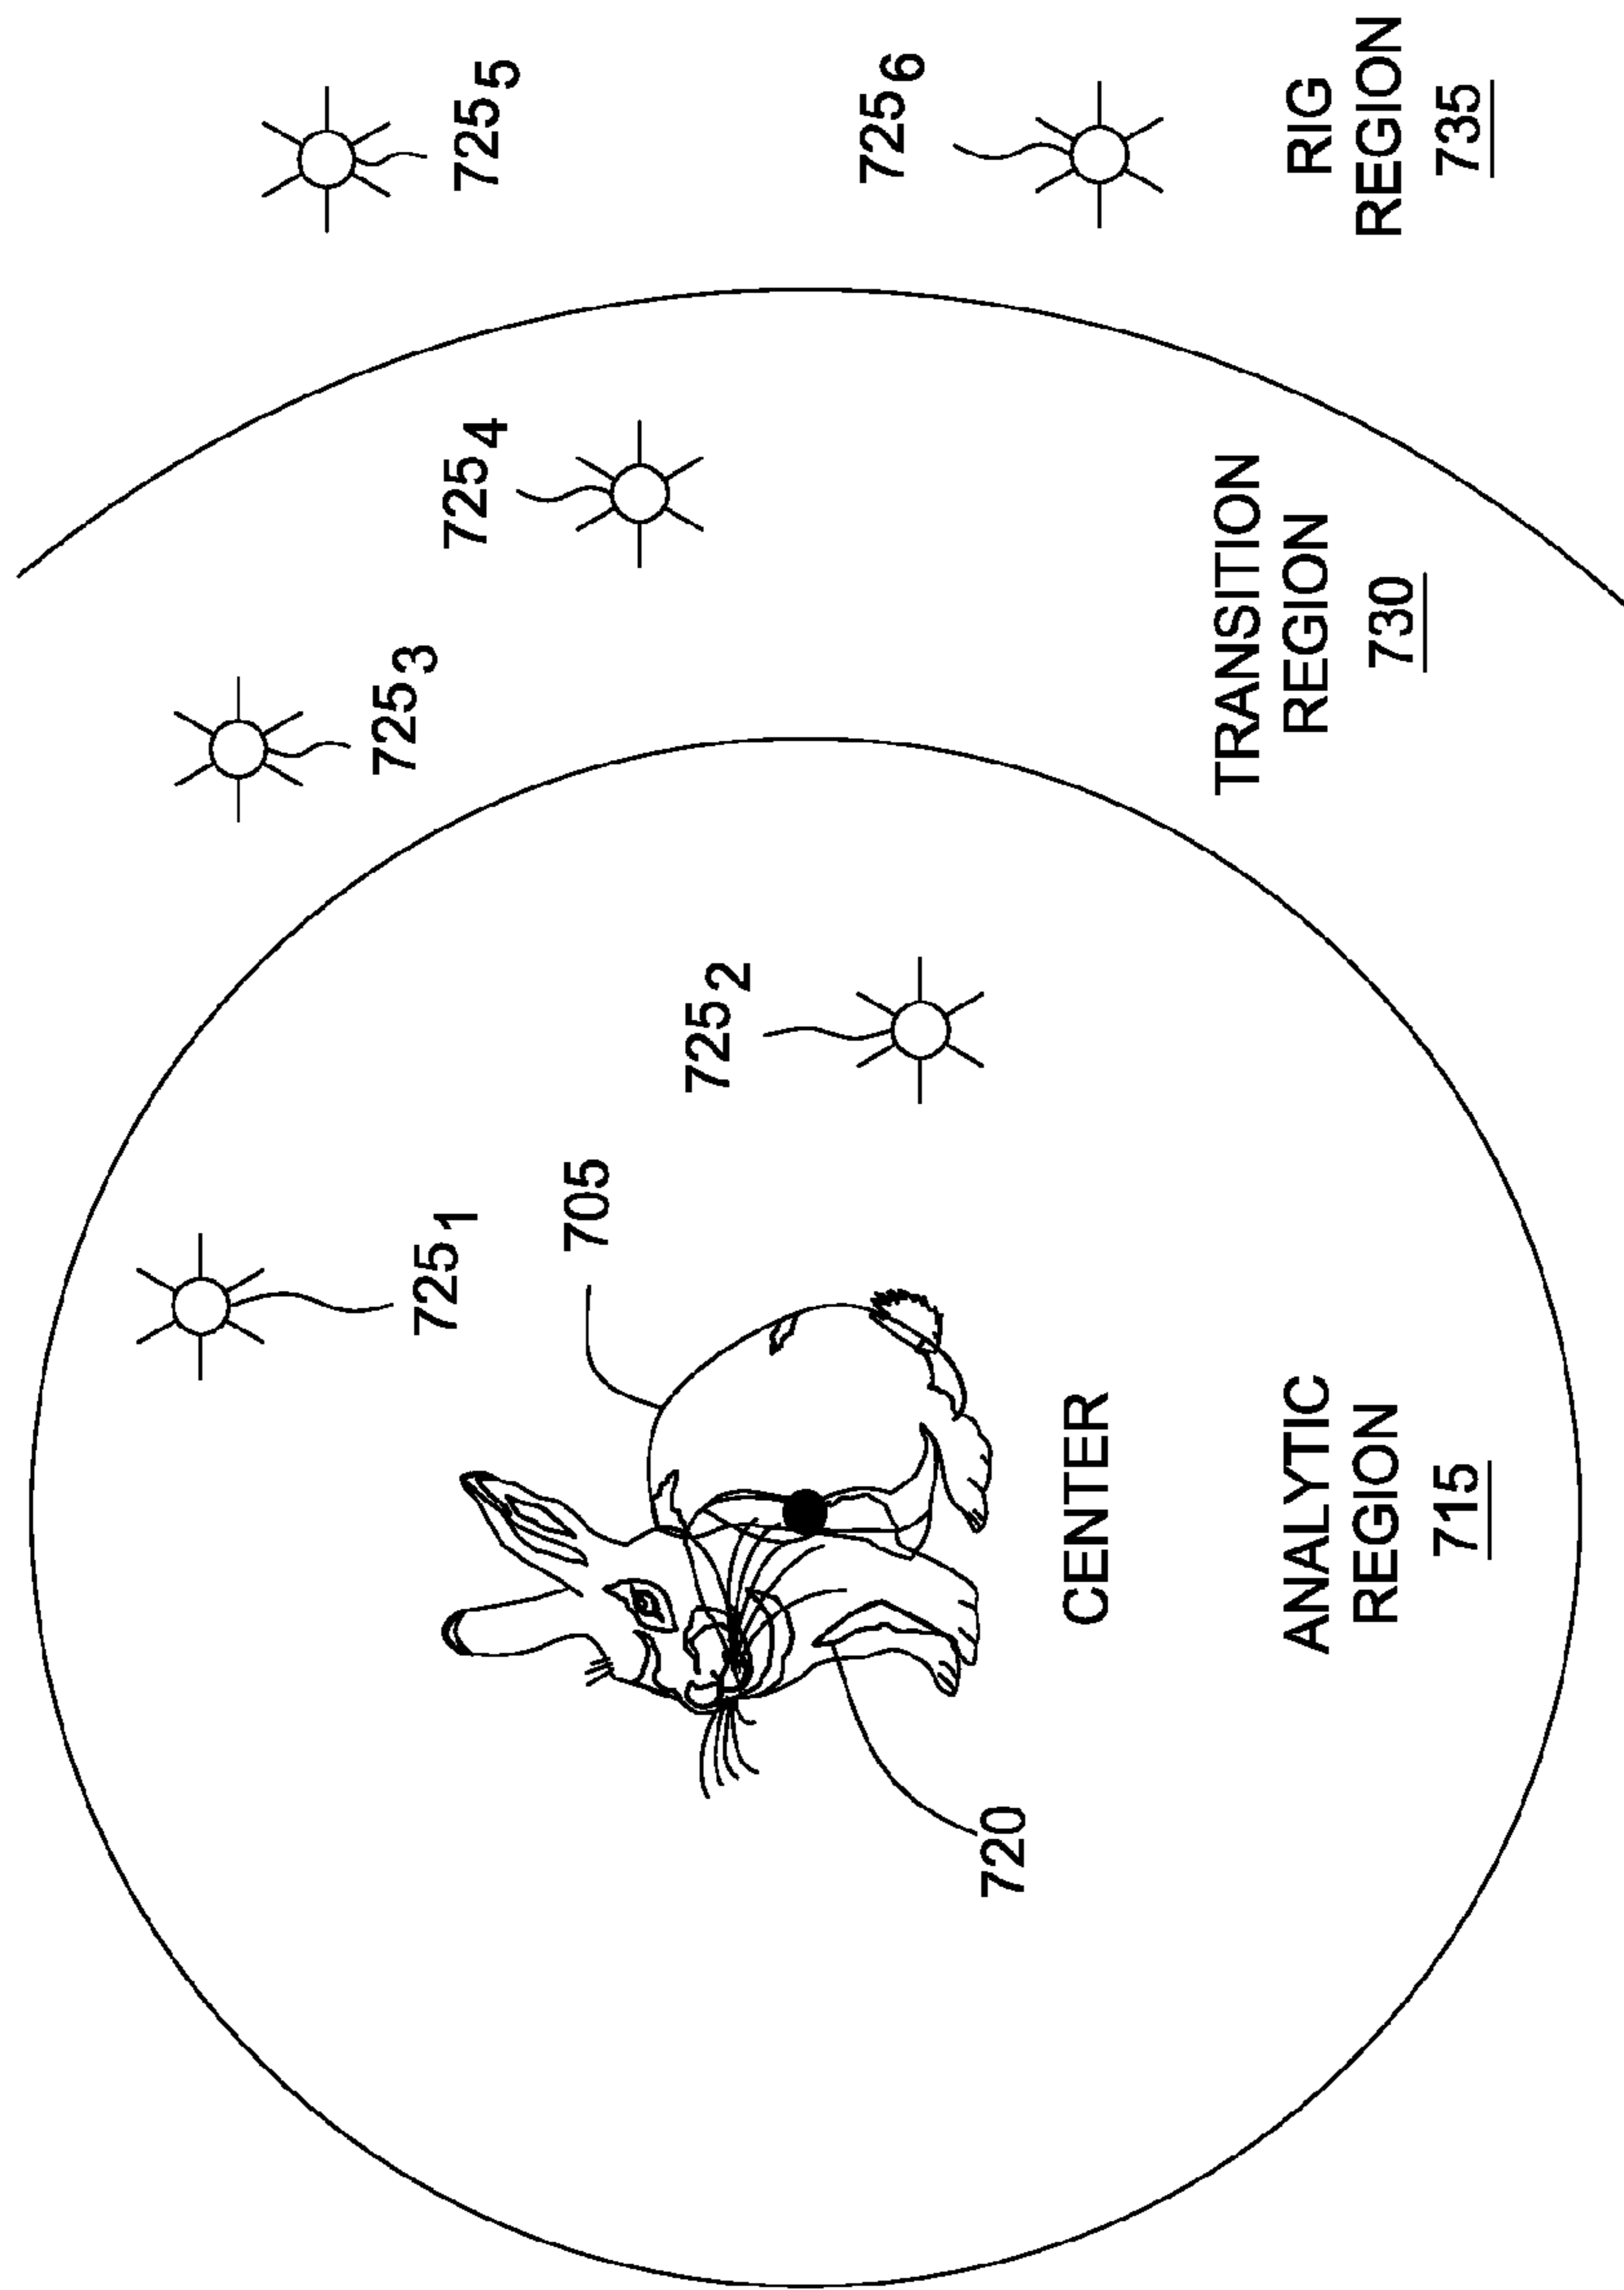 725₁
725₃
725₅
725₄
705
725₂
725₆
720
CENTER
ANALYTIC
REGION
715
TRANSITION
REGION
730
RIG
REGION
735